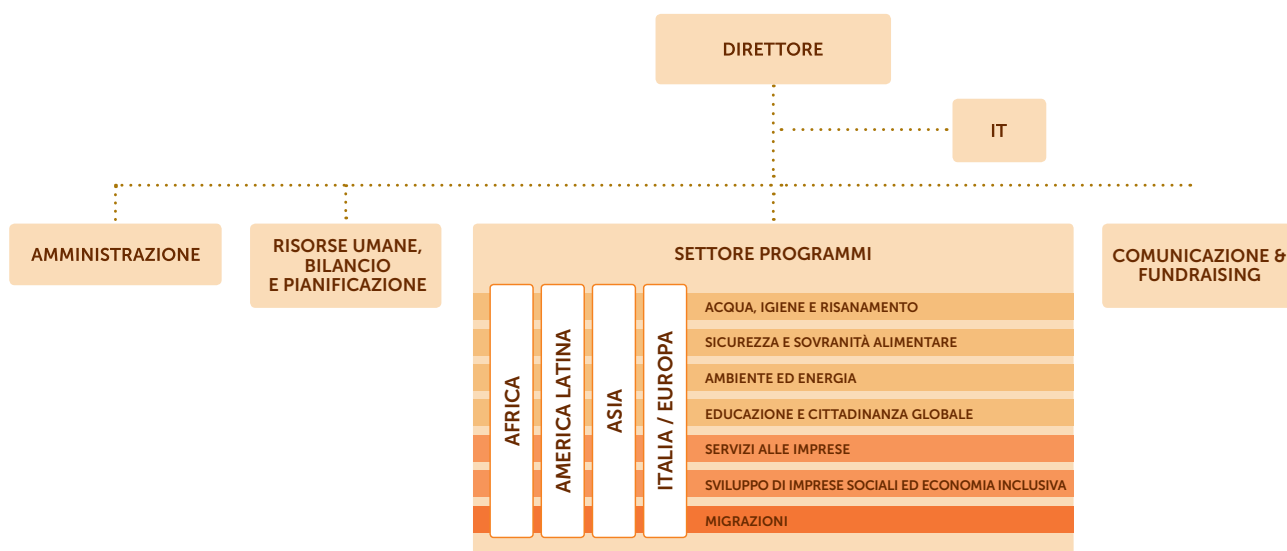 DIRETTORE
IT
AMMINISTRAZIONE
RISORSE UMANE,
BILANCIO
E PIANIFICAZIONE
SETTORE PROGRAMMI
COMUNICAZIONE &
FUNDRAISING
AFRICA
AMERICA LATINA
ASIA
ITALIA / EUROPA
ACQUA, IGIENE E RISANAMENTO
SICUREZZA E SOVRANITÀ ALIMENTARE
AMBIENTE ED ENERGIA
EDUCAZIONE E CITTADINANZA GLOBALE
SERVIZI ALLE IMPRESE
SVILUPPO DI IMPRESE SOCIALI ED ECONOMIA INCLUSIVA
MIGRAZIONI